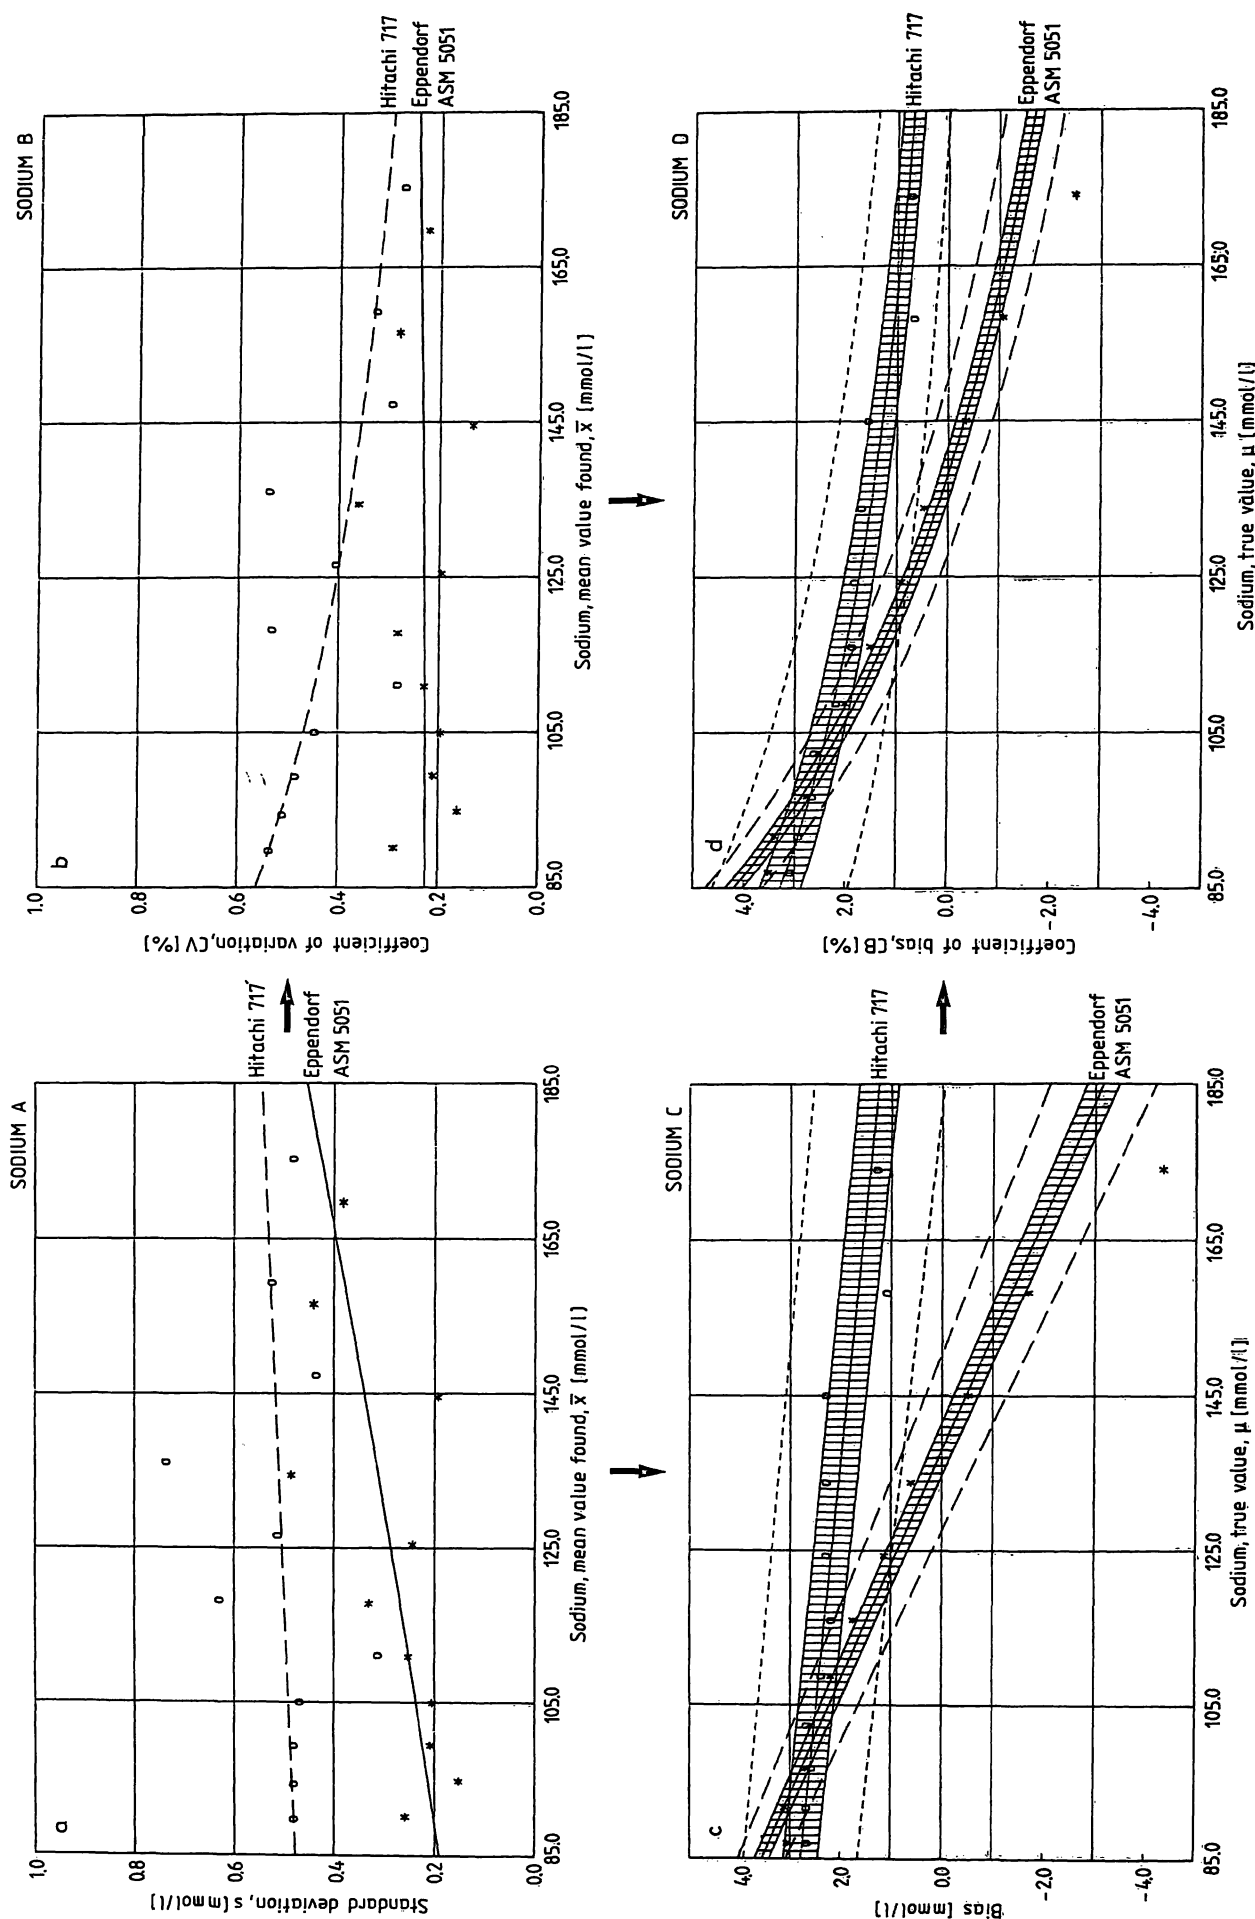 SODIUM A
a
Standard deviation, s [mmol/l]
1.0
0.8
0.6
0.4
0.2
0.0
85.0
105.0
125.0
145.0
165.0
185.0
Sodium, mean value found, x̅ [mmol/l]
Hitachi 717
Eppendorf
ASM 5051
SODIUM B
b
Coefficient of variation, CV [%]
1.0
0.8
0.6
0.4
0.2
0.0
85.0
105.0
125.0
145.0
165.0
185.0
Sodium, mean value found, x̅ [mmol/l]
Hitachi 717
Eppendorf
ASM 5051
SODIUM C
c
Bias [mmol/l]
4.0
2.0
0.0
-2.0
-4.0
85.0
105.0
125.0
145.0
165.0
185.0
Sodium, true value, μ [mmol/l]
Hitachi 717
Eppendorf
ASM 5051
SODIUM D
d
Coefficient of bias, CB [%]
4.0
2.0
0.0
-2.0
-4.0
85.0
105.0
125.0
145.0
165.0
185.0
Sodium, true value, μ [mmol/l]
Hitachi 717
Eppendorf
ASM 5051